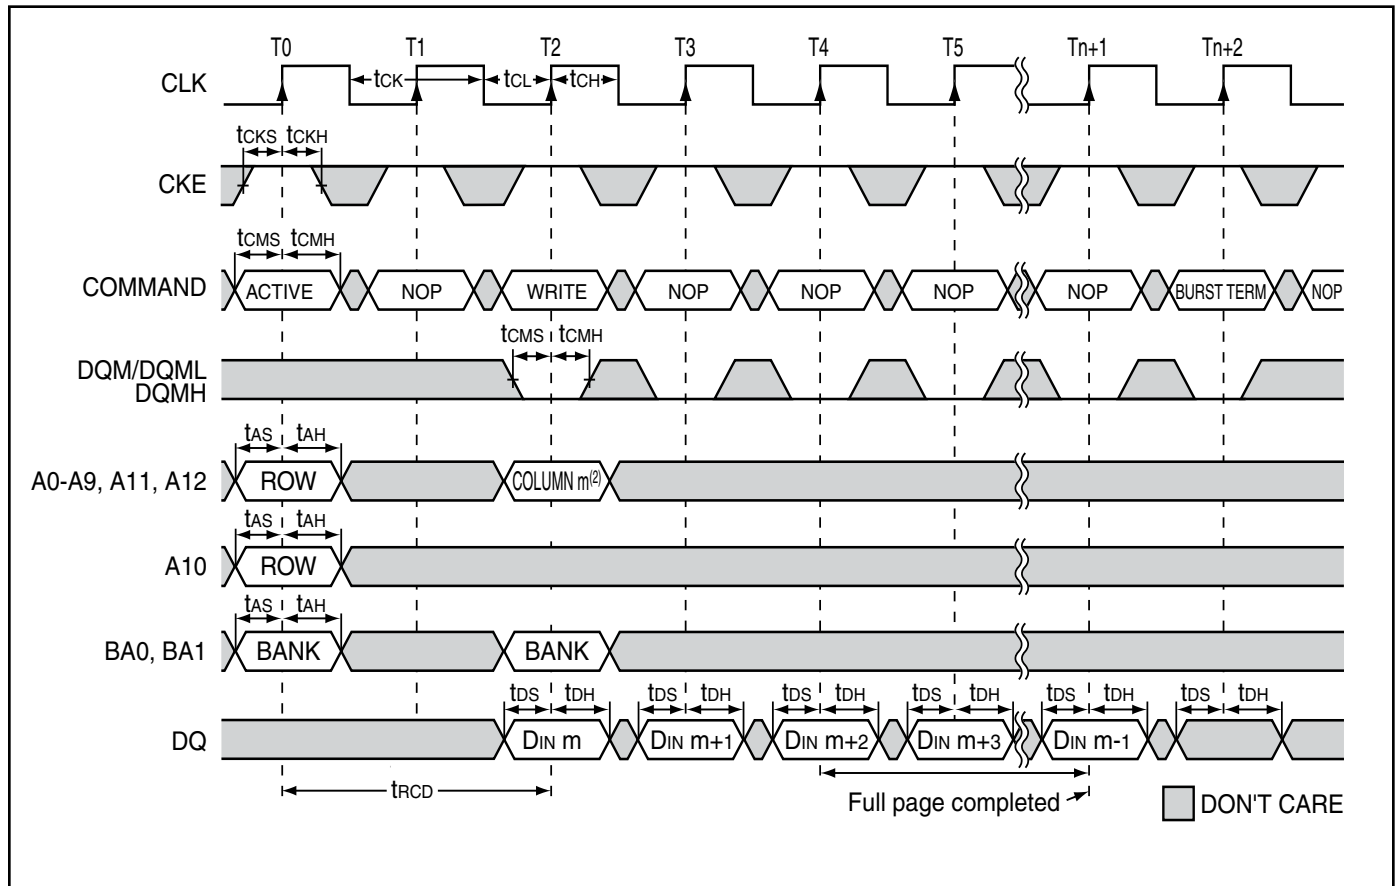 T0 T1 T2 T3 T4 T5 Tn+1 Tn+2
CLK tCK tCL tCH
tCKS tCKH
CKE
tCMS tCMH
COMMAND ACTIVE NOP WRITE NOP NOP NOP NOP BURST TERM NOP
tCMS tCMH
DQM/DQML
DQMH
tAS tAH
A0-A9, A11, A12 ROW COLUMN m(2)
tAS tAH
A10 ROW
tAS tAH
BA0, BA1 BANK BANK
tDS tDH tDS tDH tDS tDH tDS tDH tDS tDH tDS tDH
DQ DIN m DIN m+1 DIN m+2 DIN m+3 DIN m-1
tRCD
Full page completed DON'T CARE